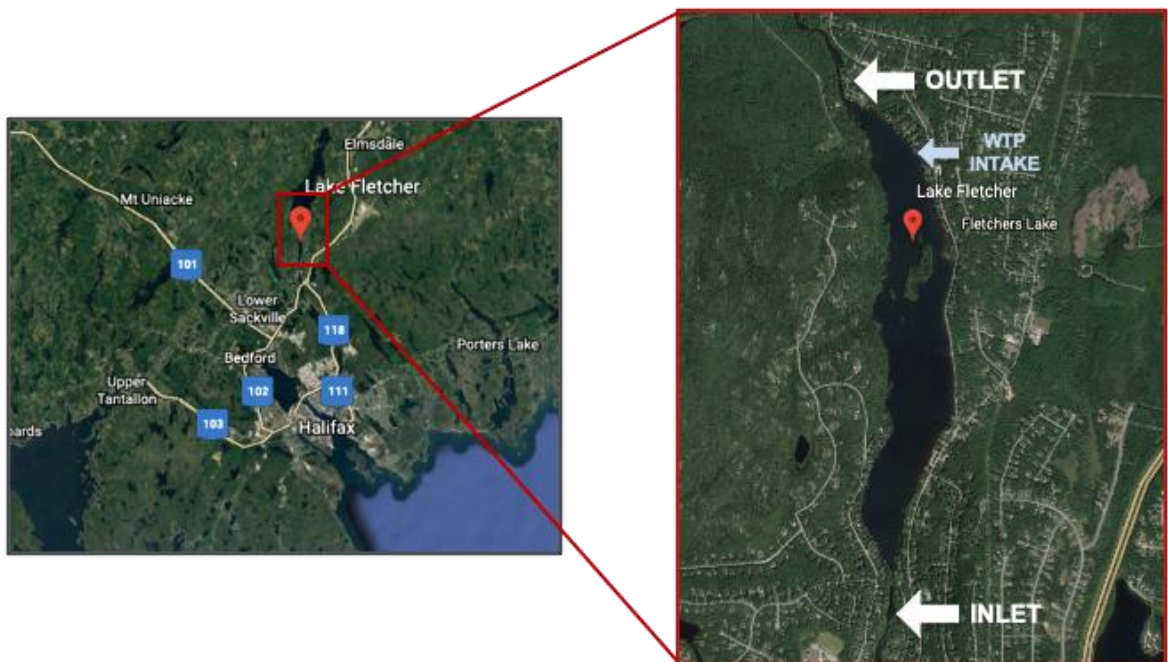 Elmsdale
Lake Fletcher
Mt Uniacke
101
Lower
Sackville
118
Bedford
Porters Lake
Upper
Tantallon
102
111
103
Halifax
ards
OUTLET
WTP
INTAKE
Lake Fletcher
Fletchers Lake
INLET